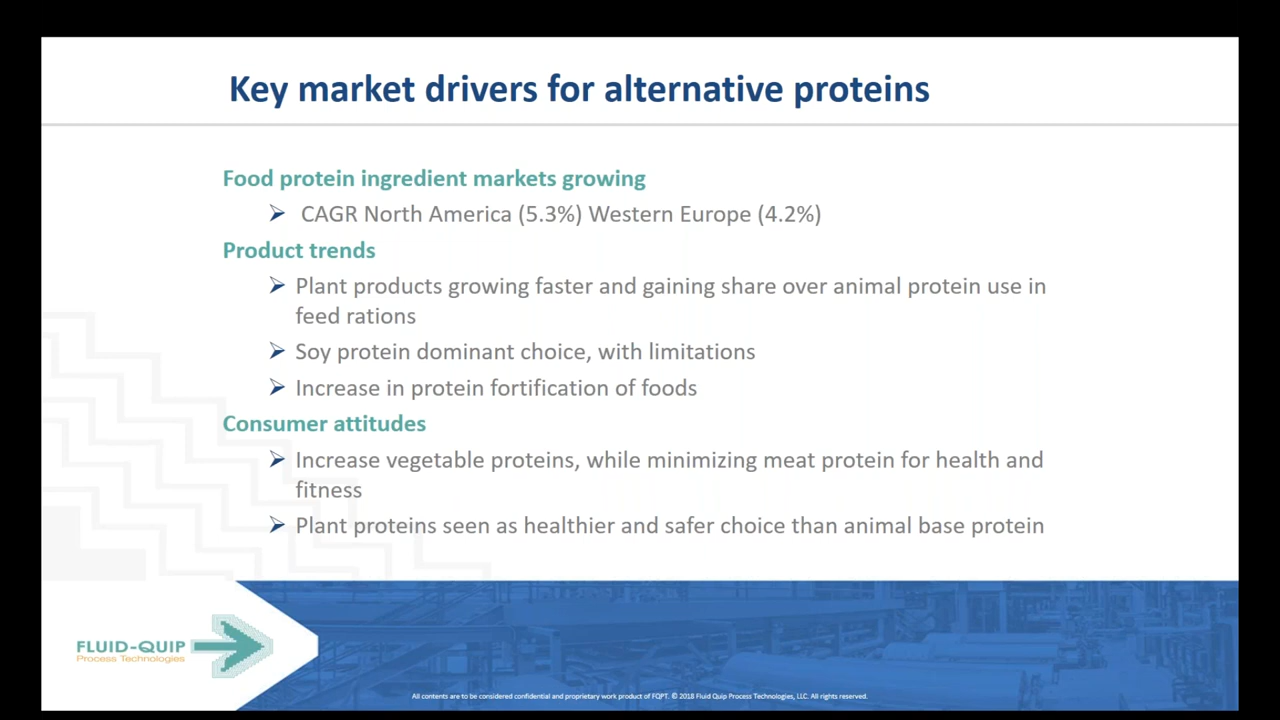 Key market drivers for alternative proteins
Food protein ingredient markets growing
➢ CAGR North America (5.3%) Western Europe (4.2%)
Product trends
➢ Plant products growing faster and gaining share over animal protein use in
feed rations
➢ Soy protein dominant choice, with limitations
➢ Increase in protein fortification of foods
Consumer attitudes
➢ Increase vegetable proteins, while minimizing meat protein for health and
fitness
➢ Plant proteins seen as healthier and safer choice than animal base protein
FLUID-QUIP
Process Technologies
All contents are to be considered confidential and proprietary work product of FQPT. © 2018 Fluid Quip Process Technologies, LLC. All rights reserved.